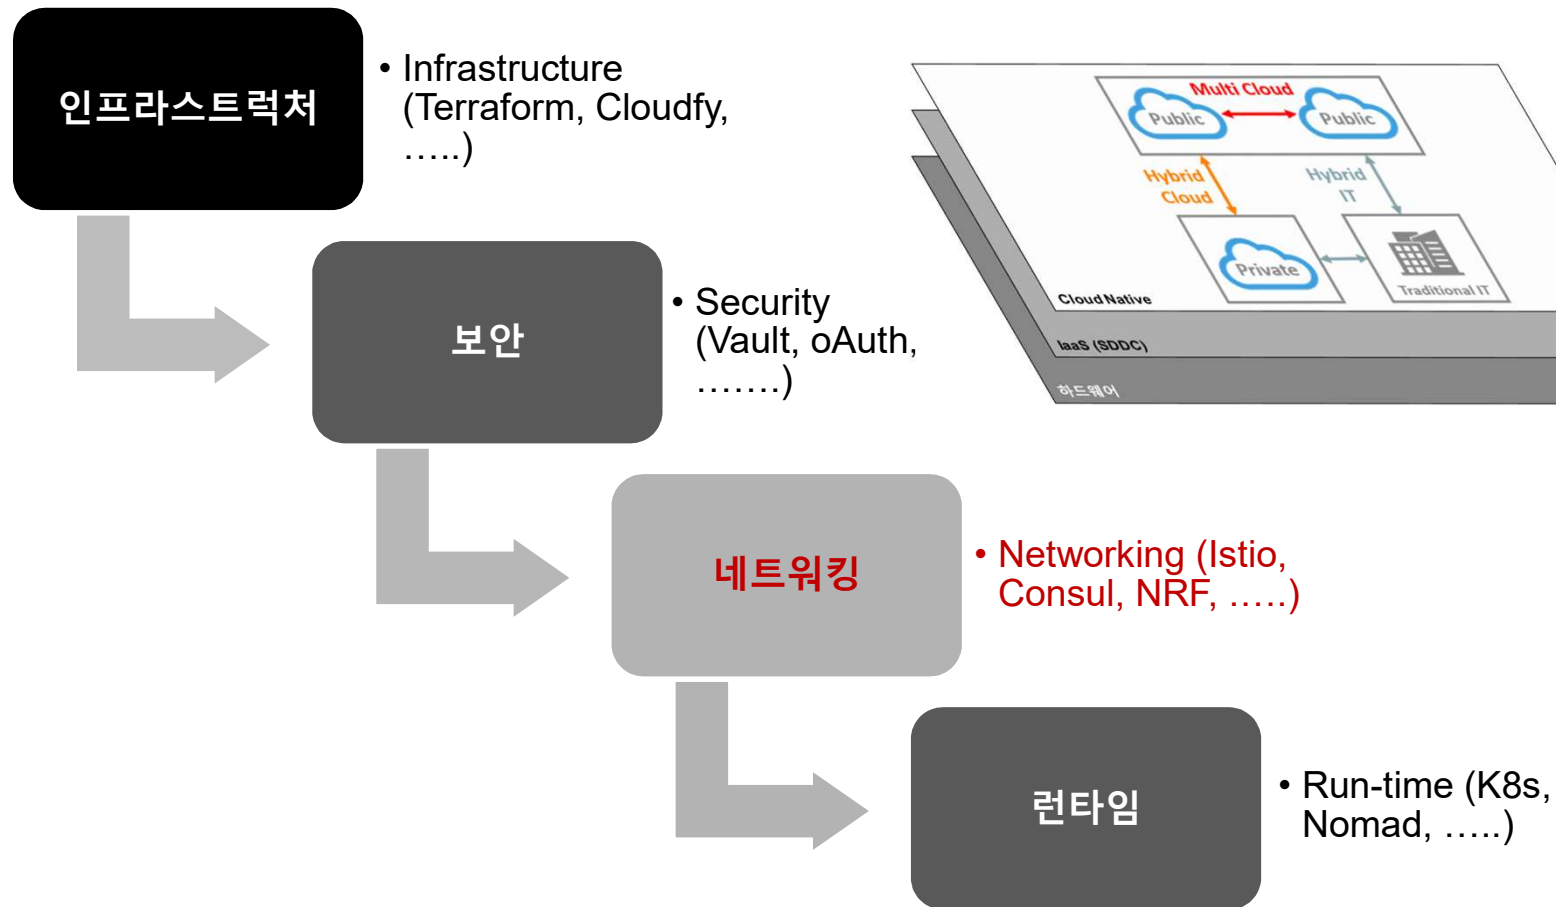 인프라스트럭처
• Infrastructure
(Terraform, Cloudfy,
…..)
보안
• Security
(Vault, oAuth,
…….)
네트워킹
• Networking (Istio,
Consul, NRF, …..)
런타임
• Run-time (K8s,
Nomad, …..)
Multi Cloud
Public
Public
Hybrid
Cloud
Hybrid
IT
Private
Traditional IT
Cloud Native
IaaS (SDDC)
하드웨어